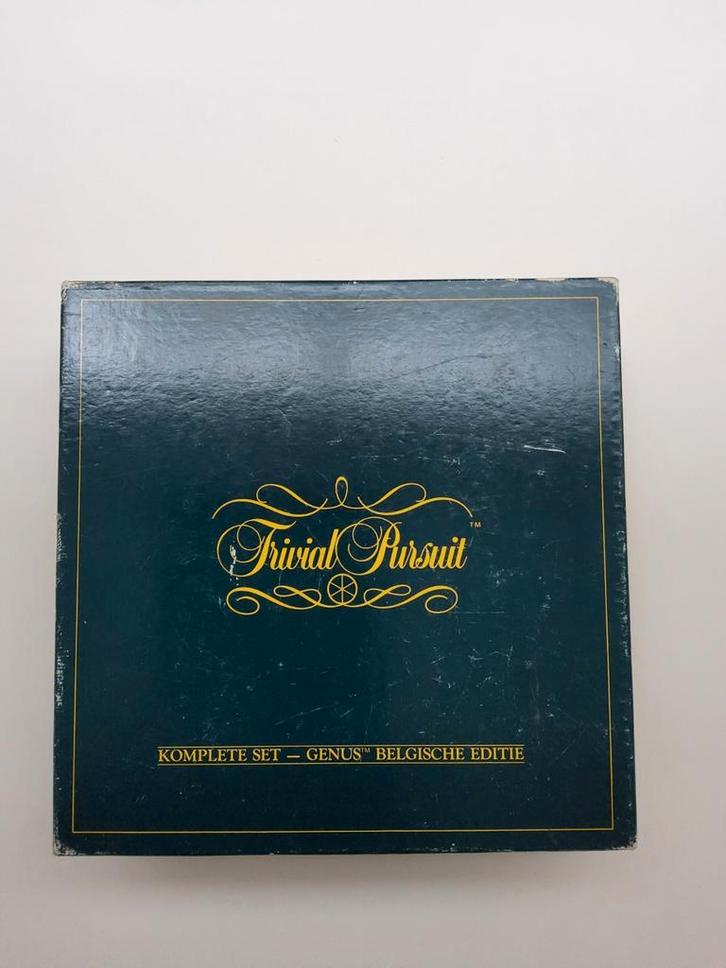 Trivial Pursuit™
KOMPLETE SET — GENUS™ BELGISCHE EDITIE